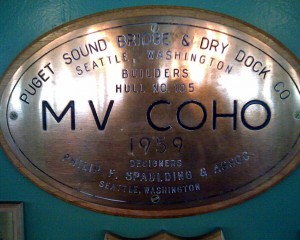 PUGET SOUND BRIDGE & DRY DOCK CO
SEATTLE, WASHINGTON
BUILDERS
HULL NO. 105
MV COHO
1959
DESIGNERS
PHILIP F. SPAULDING & ASSOC.
SEATTLE, WASHINGTON